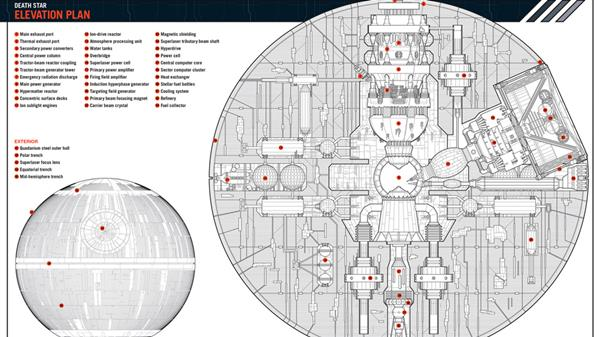 DEATH STAR
ELEVATION PLAN
Main exhaust port
Thermal exhaust port
Secondary power converters
Central power column
Tractor-beam reactor coupling
Tractor-beam generator tower
Emergency radiation discharge
Main power generator
Hypermatter reactor
Concentric surface decks
Ion sublight engines
Ion-drive reactor
Atmosphere processing unit
Water tanks
Overbridge
Superlaser power cell
Primary power amplifier
Firing field amplifier
Induction hyperphase generator
Targeting field generator
Primary beam focusing magnet
Carrier beam crystal
Magnetic shielding
Superlaser tributary beam shaft
Hyperdrive
Power cell
Central computer core
Sector computer cluster
Heat exchanger
Stellar fuel bottles
Cooling system
Refinery
Fuel collector
EXTERIOR
Quadanium steel outer hull
Polar trench
Superlaser focus lens
Equatorial trench
Mid-hemisphere trench